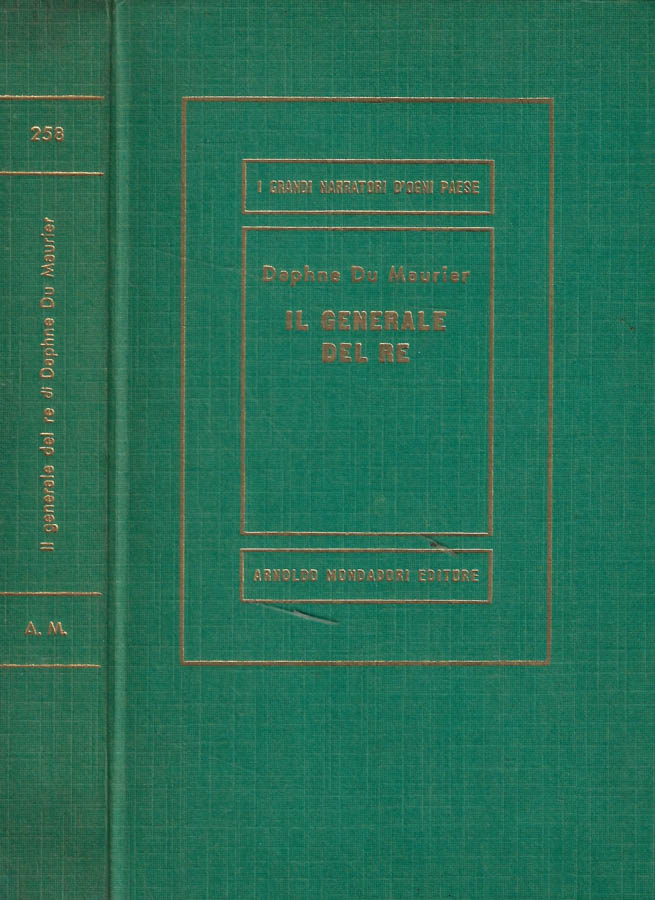 258
Il generale del re di Daphne Du Maurier
A. M.
I GRANDI NARRATORI D'OGNI PAESE
Daphne Du Maurier
IL GENERALE
DEL RE
ARNOLDO MONDADORI EDITORE